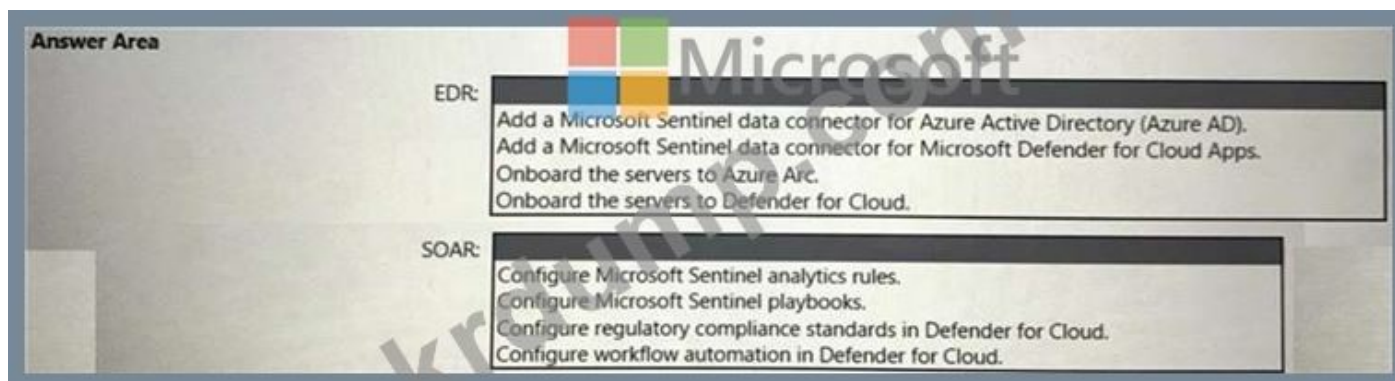 Answer Area
Microsoft
EDR:
Add a Microsoft Sentinel data connector for Azure Active Directory (Azure AD).
Add a Microsoft Sentinel data connector for Microsoft Defender for Cloud Apps.
Onboard the servers to Azure Arc.
Onboard the servers to Defender for Cloud.
SOAR:
Configure Microsoft Sentinel analytics rules.
Configure Microsoft Sentinel playbooks.
Configure regulatory compliance standards in Defender for Cloud.
Configure workflow automation in Defender for Cloud.
krdump.com